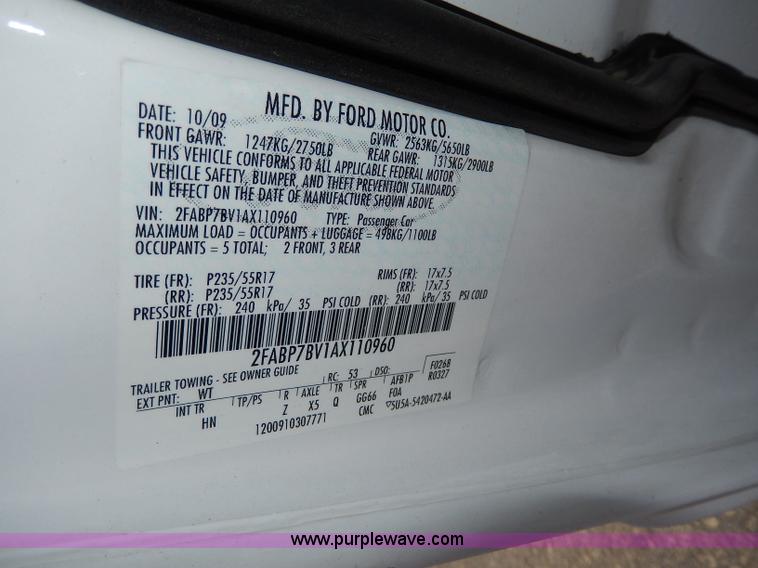 MFD. BY FORD MOTOR CO.
DATE: 10/09 GVWR: 2563KG/5650LB
FRONT GAWR: 1247KG/2750LB REAR GAWR: 1315KG/2900LB
THIS VEHICLE CONFORMS TO ALL APPLICABLE FEDERAL MOTOR
VEHICLE SAFETY, BUMPER, AND THEFT PREVENTION STANDARDS
IN EFFECT ON THE DATE OF MANUFACTURE SHOWN ABOVE.
VIN: 2FABP7BV1AX110960 TYPE: Passenger Car
MAXIMUM LOAD = OCCUPANTS + LUGGAGE = 498KG/1100LB
OCCUPANTS = 5 TOTAL; 2 FRONT, 3 REAR
TIRE (FR): P235/55R17 RIMS (FR): 17x7.5
(RR): P235/55R17 (RR): 17x7.5
PRESSURE (FR): 240 kPa/ 35 PSI COLD (RR): 240 kPa/ 35 PSI COLD
2FABP7BV1AX110960
TRAILER TOWING - SEE OWNER GUIDE RC: 53 DSO: F026B
EXT PNT: WT R0327
INT TR TP/PS R AXLE TR SPR AFBTP
HN Z X5 Q GG66 FOA
1200910307771 CMC 5U5A-5420472-AA
www.purplewave.com